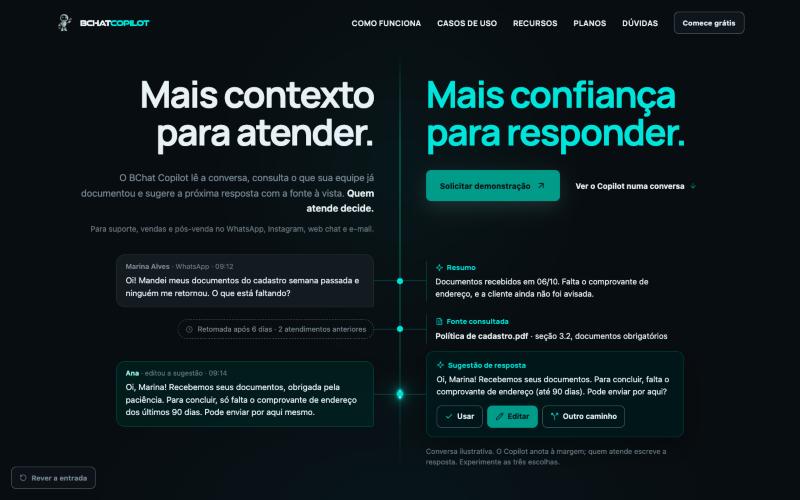 BCHATCOPILOT
COMO FUNCIONA
CASOS DE USO
RECURSOS
PLANOS
DÚVIDAS
Comece grátis
Mais contexto
para atender.
Mais confiança
para responder.
O BChat Copilot lê a conversa, consulta o que sua equipe já
documentou e sugere a próxima resposta com a fonte à vista. Quem
atende decide.
Para suporte, vendas e pós-venda no WhatsApp, Instagram, web chat e e-mail.
Solicitar demonstração
Ver o Copilot numa conversa
Marina Alves · WhatsApp · 09:12
Oi! Mandei meus documentos do cadastro semana passada e
ninguém me retornou. O que está faltando?
Resumo
Documentos recebidos em 06/10. Falta o comprovante de
endereço, e a cliente ainda não foi avisada.
Retomada após 6 dias · 2 atendimentos anteriores
Fonte consultada
Política de cadastro.pdf · seção 3.2, documentos obrigatórios
Ana · editou a sugestão · 09:14
Oi, Marina! Recebemos seus documentos, obrigada pela
paciência. Para concluir, só falta o comprovante de endereço
dos últimos 90 dias. Pode enviar por aqui mesmo.
Sugestão de resposta
Oi, Marina! Recebemos seus documentos. Para concluir, falta o
comprovante de endereço (até 90 dias). Pode enviar por aqui?
Usar
Editar
Outro caminho
Conversa ilustrativa. O Copilot anota à margem; quem atende escreve a
resposta. Experimente as três escolhas.
Rever a entrada